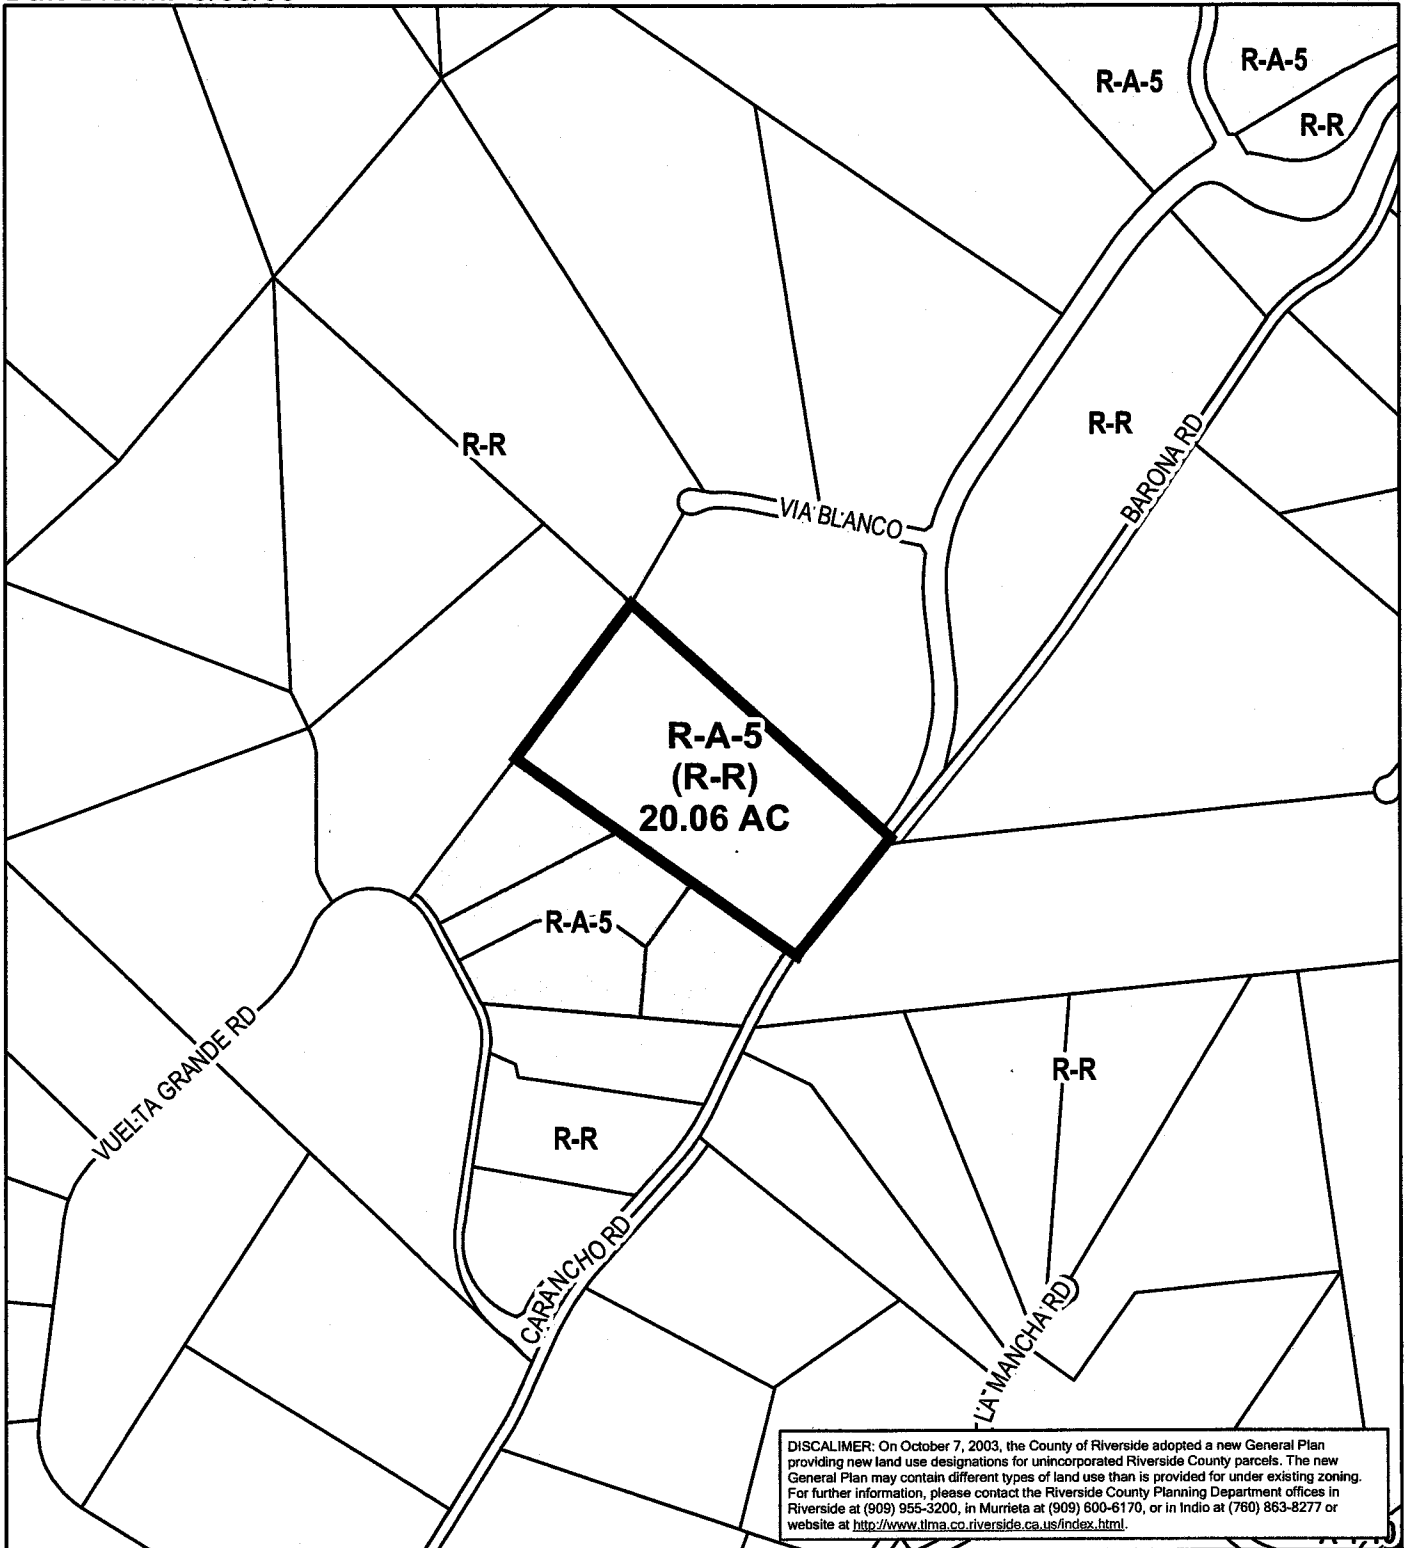 R-A-5
R-A-5
R-R
R-R
R-R
BARONA RD
VIA BLANCO
R-A-5
(R-R)
20.06 AC
R-A-5
VUELTA GRANDE RD
R-R
R-R
CARANCHO RD
LA MANCHA RD
DISCALIMER: On October 7, 2003, the County of Riverside adopted a new General Plan
providing new land use designations for unincorporated Riverside County parcels. The new
General Plan may contain different types of land use than is provided for under existing zoning.
For further information, please contact the Riverside County Planning Department offices in
Riverside at (909) 955-3200, in Murrieta at (909) 600-6170, or in Indio at (760) 863-8277 or
website at http://www.tlma.co.riverside.ca.us/index.html.